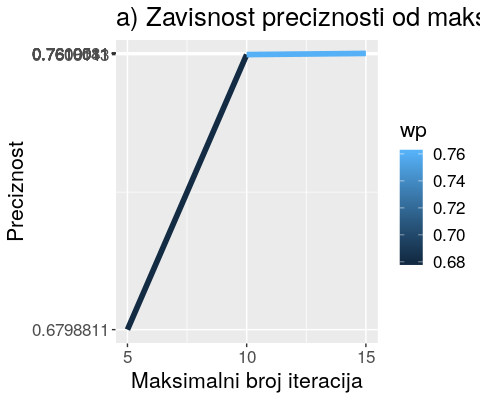 a) Zavisnost preciznosti od maks
Preciznost
0.6798811
5
10
15
Maksimalni broj iteracija
wp
0.76
0.74
0.72
0.70
0.68